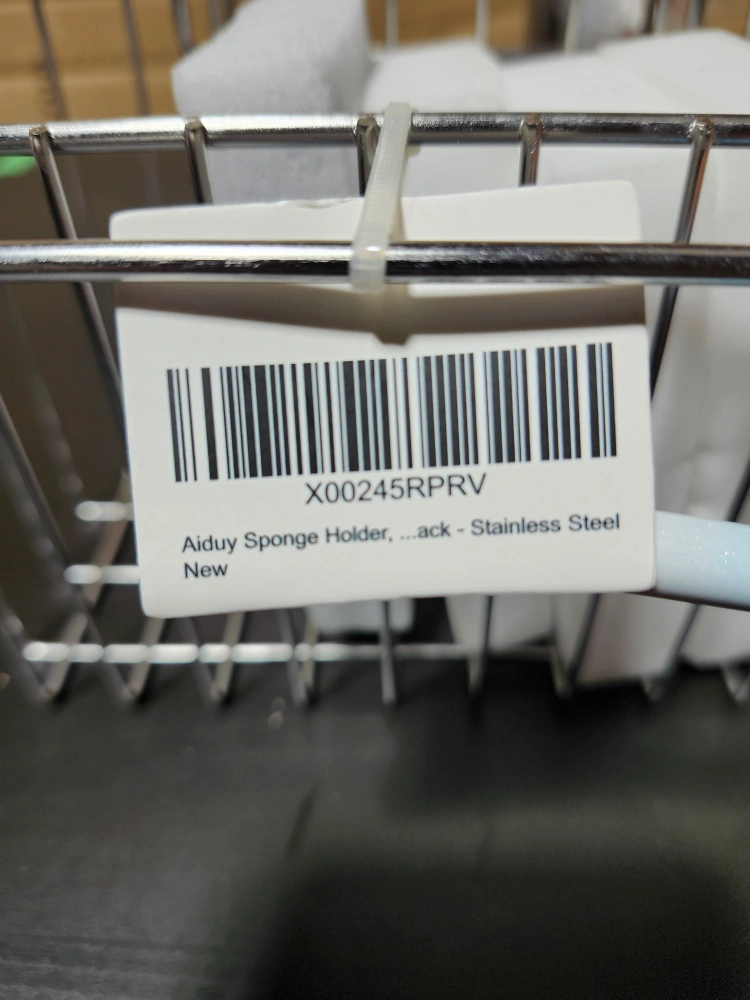 X00245RPRV
Aiduy Sponge Holder, ...ack - Stainless Steel
New